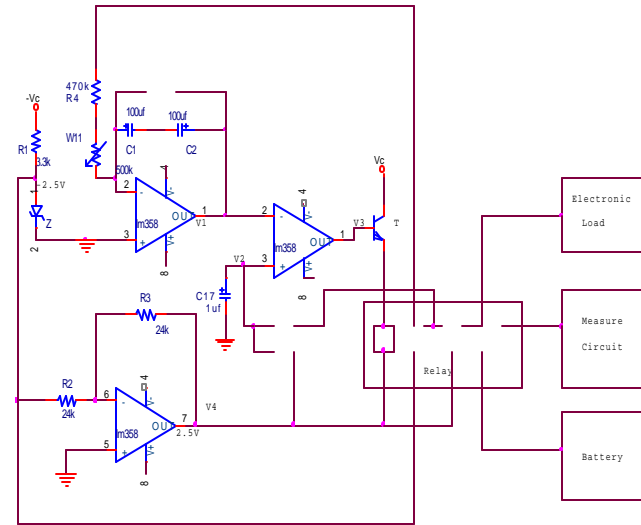 470k
R4
-Vc
R1
3.3k
1
-2.5V
Z
2
W11
500k
100uf
C1
100uf
C2
2
-
3
+
4
V-
V+
8
OUT
1
lm358
V1
2
-
3
+
4
V-
V+
8
OUT
1
lm358
V2
C17
1uf
V3
T
Vc
R3
24k
R2
24k
6
-
5
+
4
V-
V+
8
OUT
7
lm358
V4
2.5V
Relay
Electronic
Load
Measure
Circuit
Battery